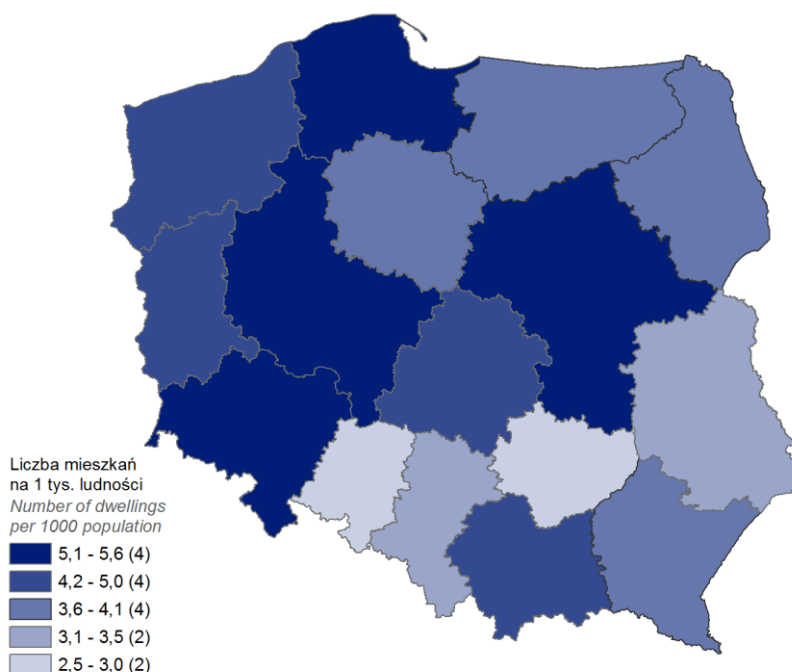 Liczba mieszkań
na 1 tys. ludności
Number of dwellings
per 1000 population
5,1 - 5,6 (4)
4,2 - 5,0 (4)
3,6 - 4,1 (4)
3,1 - 3,5 (2)
2,5 - 3,0 (2)